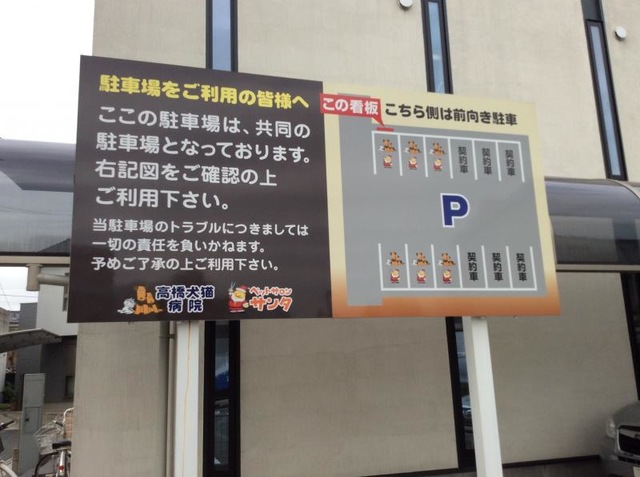 駐車場をご利用の皆様へ
ここの駐車場は、共同の
駐車場となっております。
右記図をご確認の上
ご利用下さい。
当駐車場のトラブルにつきましては
一切の責任を負いかねます。
予めご了承の上ご利用下さい。
高橋犬猫
病院
ペットサロン
サンタ
この看板
こちら側は前向き駐車
契約車
契約車
契約車
P
契約車
契約車
契約車